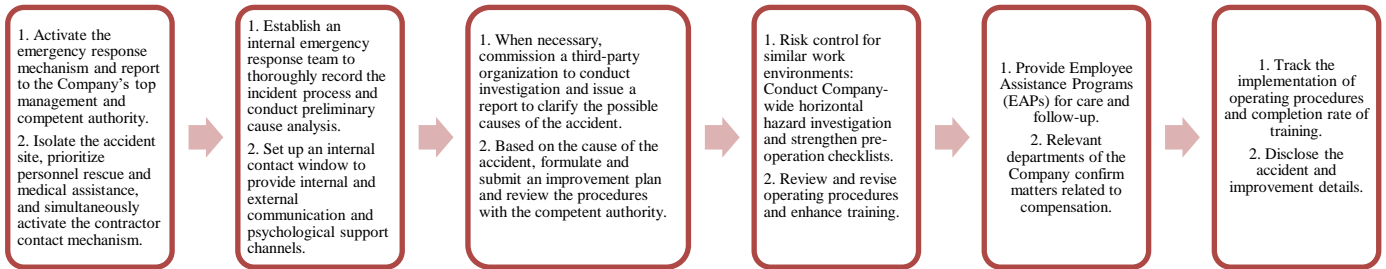 1. Activate the
emergency response
mechanism and report
to the Company's top
management and
competent authority.
2. Isolate the accident
site, prioritize
personnel rescue and
medical assistance,
and simultaneously
activate the contractor
contact mechanism.
1. Establish an
internal emergency
response team to
thoroughly record the
incident process and
conduct preliminary
cause analysis.
2. Set up an internal
contact window to
provide internal and
external
communication and
psychological support
channels.
1. When necessary,
commission a third-party
organization to conduct
investigation and issue a
report to clarify the possible
causes of the accident.
2. Based on the cause of the
accident, formulate and
submit an improvement plan
and review the procedures
with the competent authority.
1. Risk control for
similar work
environments:
Conduct Company-
wide horizontal
hazard investigation
and strengthen pre-
operation checklists.
2. Review and revise
operating procedures
and enhance training.
1. Provide Employee
Assistance Programs
(EAPs) for care and
follow-up.
2. Relevant
departments of the
Company confirm
matters related to
compensation.
1. Track the
implementation of
operating procedures
and completion rate of
training.
2. Disclose the
accident and
improvement details.